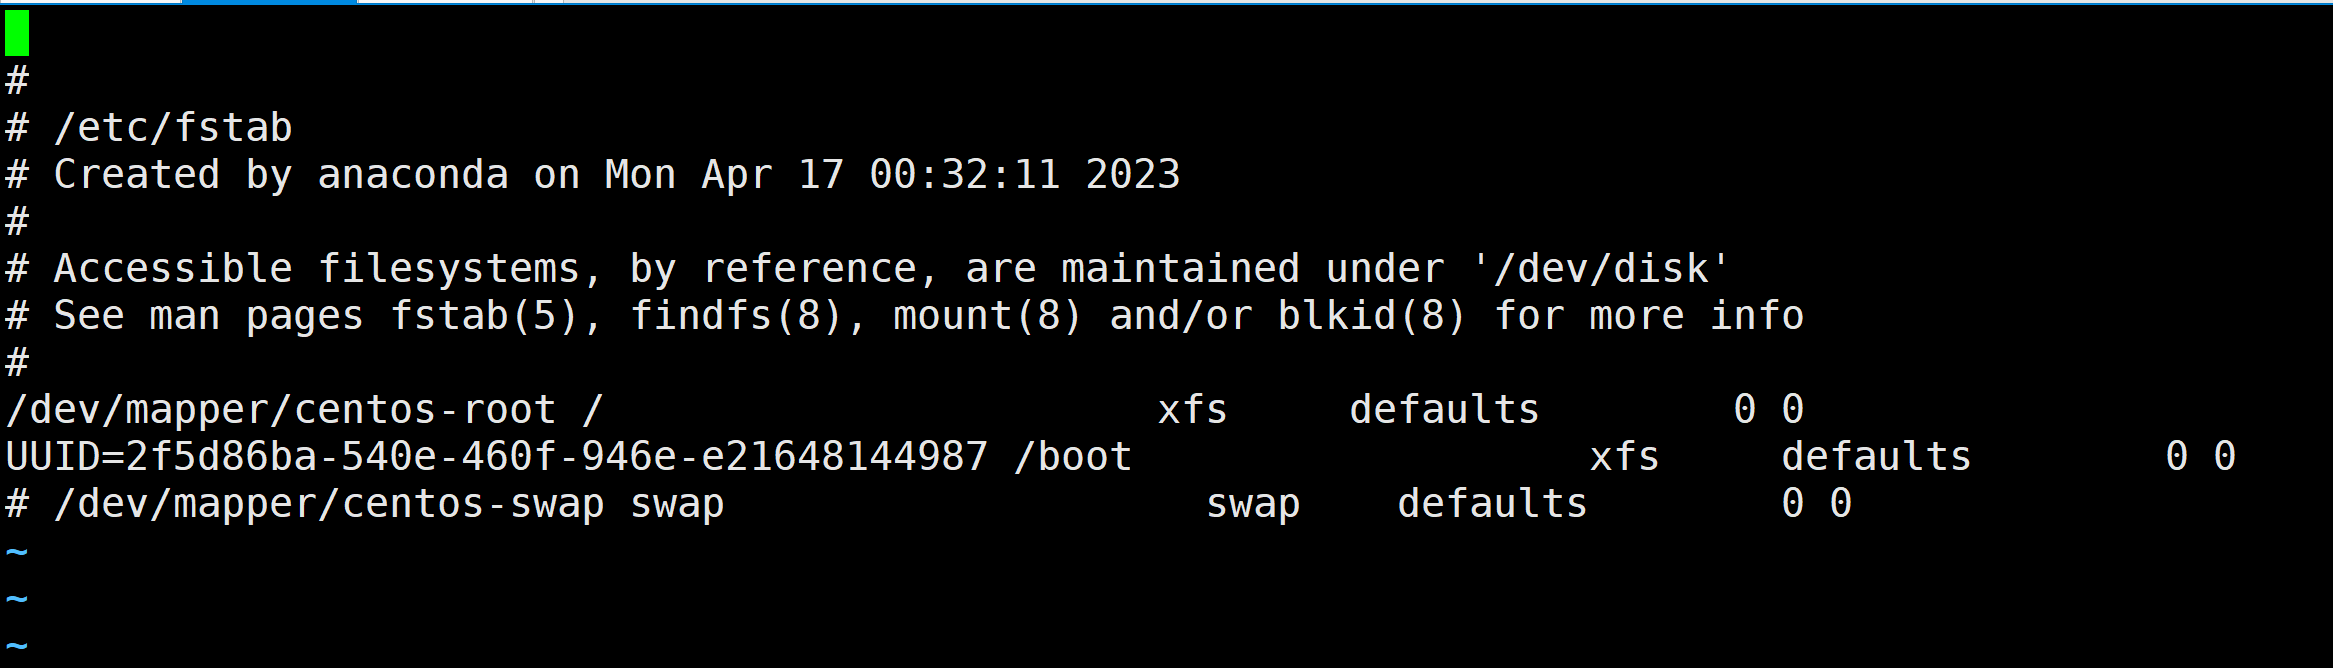 #
# /etc/fstab
# Created by anaconda on Mon Apr 17 00:32:11 2023
#
# Accessible filesystems, by reference, are maintained under '/dev/disk'
# See man pages fstab(5), findfs(8), mount(8) and/or blkid(8) for more info
#
/dev/mapper/centos-root /                       xfs     defaults        0 0
UUID=2f5d86ba-540e-460f-946e-e21648144987 /boot                   xfs     defaults        0 0
# /dev/mapper/centos-swap swap                    swap    defaults        0 0
~
~
~